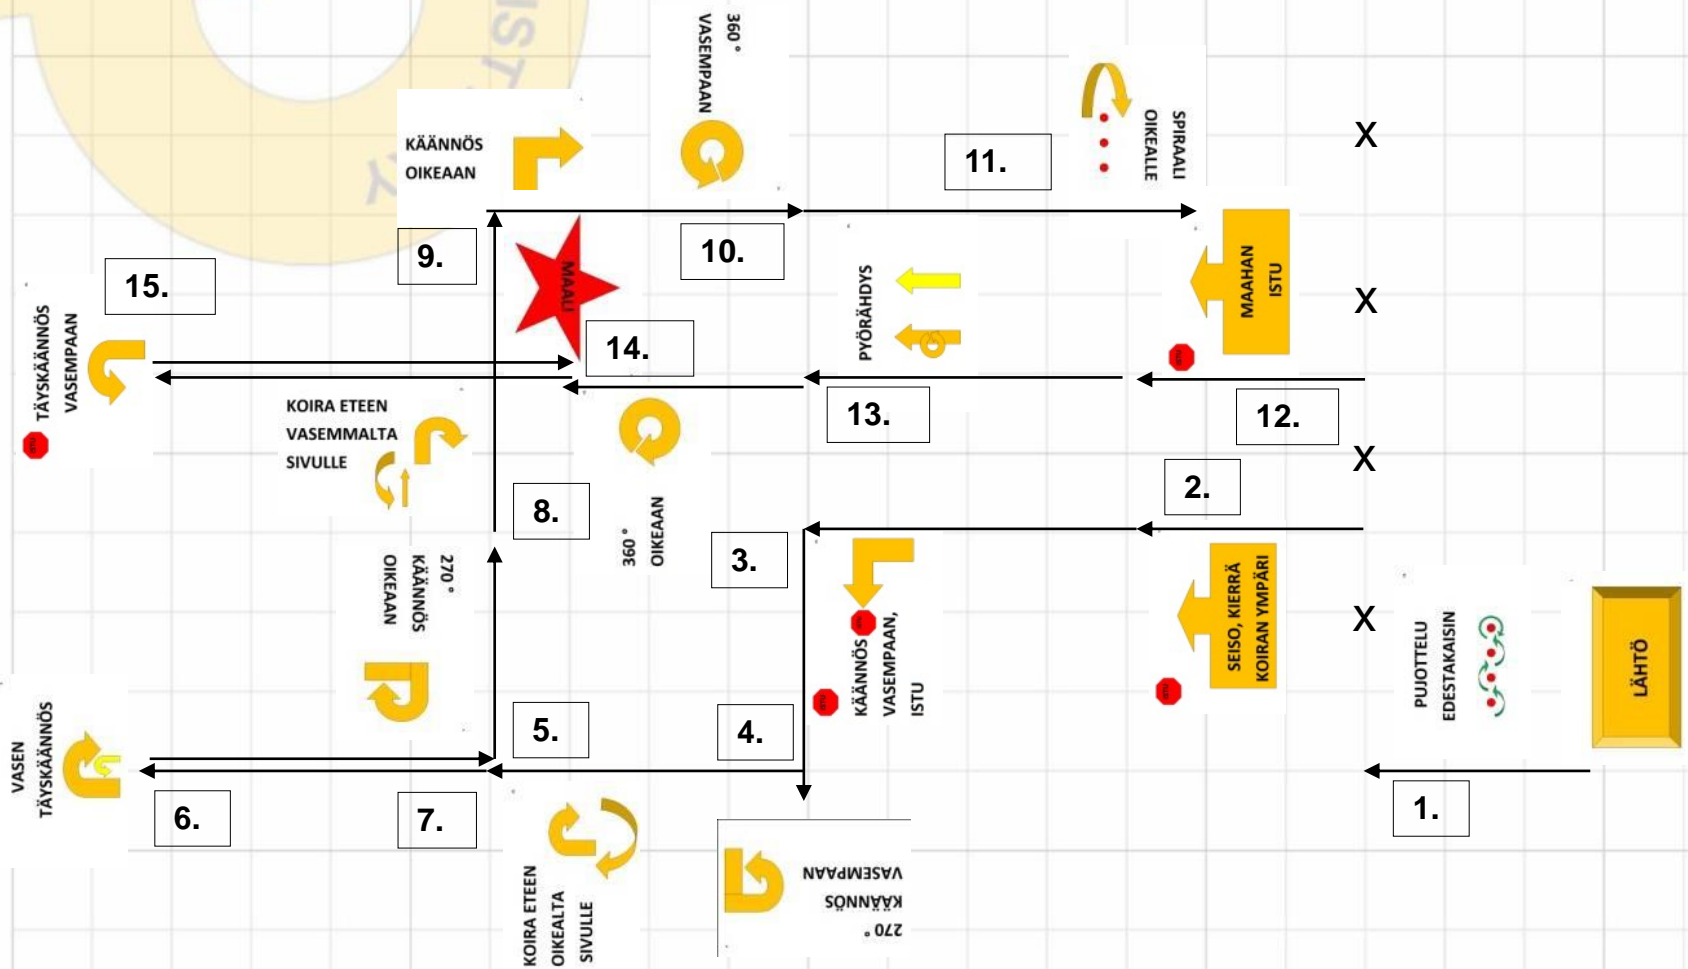 IST
Y
KÄÄNNÖS
OIKEAAN
360 °
VASEMPAAN
11.
SPIRAALI
OIKEALLE
X
9.
MAALI
10.
PYÖRÄHDYS
MAAHAN
ISTU
X
15.
TÄYSKÄÄNNÖS
VASEMPAAN
14.
KOIRA ETEEN
VASEMMALTA
SIVULLE
360 °
OIKEAAN
13.
12.
X
8.
3.
2.
270 °
KÄÄNNÖS
OIKEAAN
KÄÄNNÖS
VASEMPAAN,
ISTU
SEISO, KIERRÄ
KOIRAN YMPÄRI
X
PUJOTTELU
EDESTAKAISIN
LÄHTÖ
VASEN
TÄYSKÄÄNNÖS
5.
4.
6.
7.
1.
KOIRA ETEEN
OIKEALTA
SIVULLE
270 °
KÄÄNNÖS
VASEMPAAN